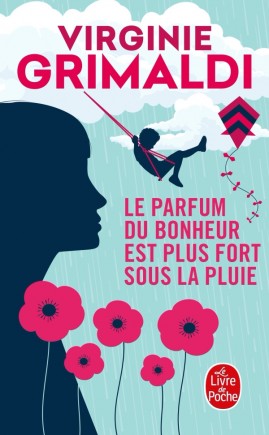 VIRGINIE
GRIMALDI
LE PARFUM
DU BONHEUR
EST PLUS FORT
SOUS LA PLUIE
Le
Livre
de
Poche